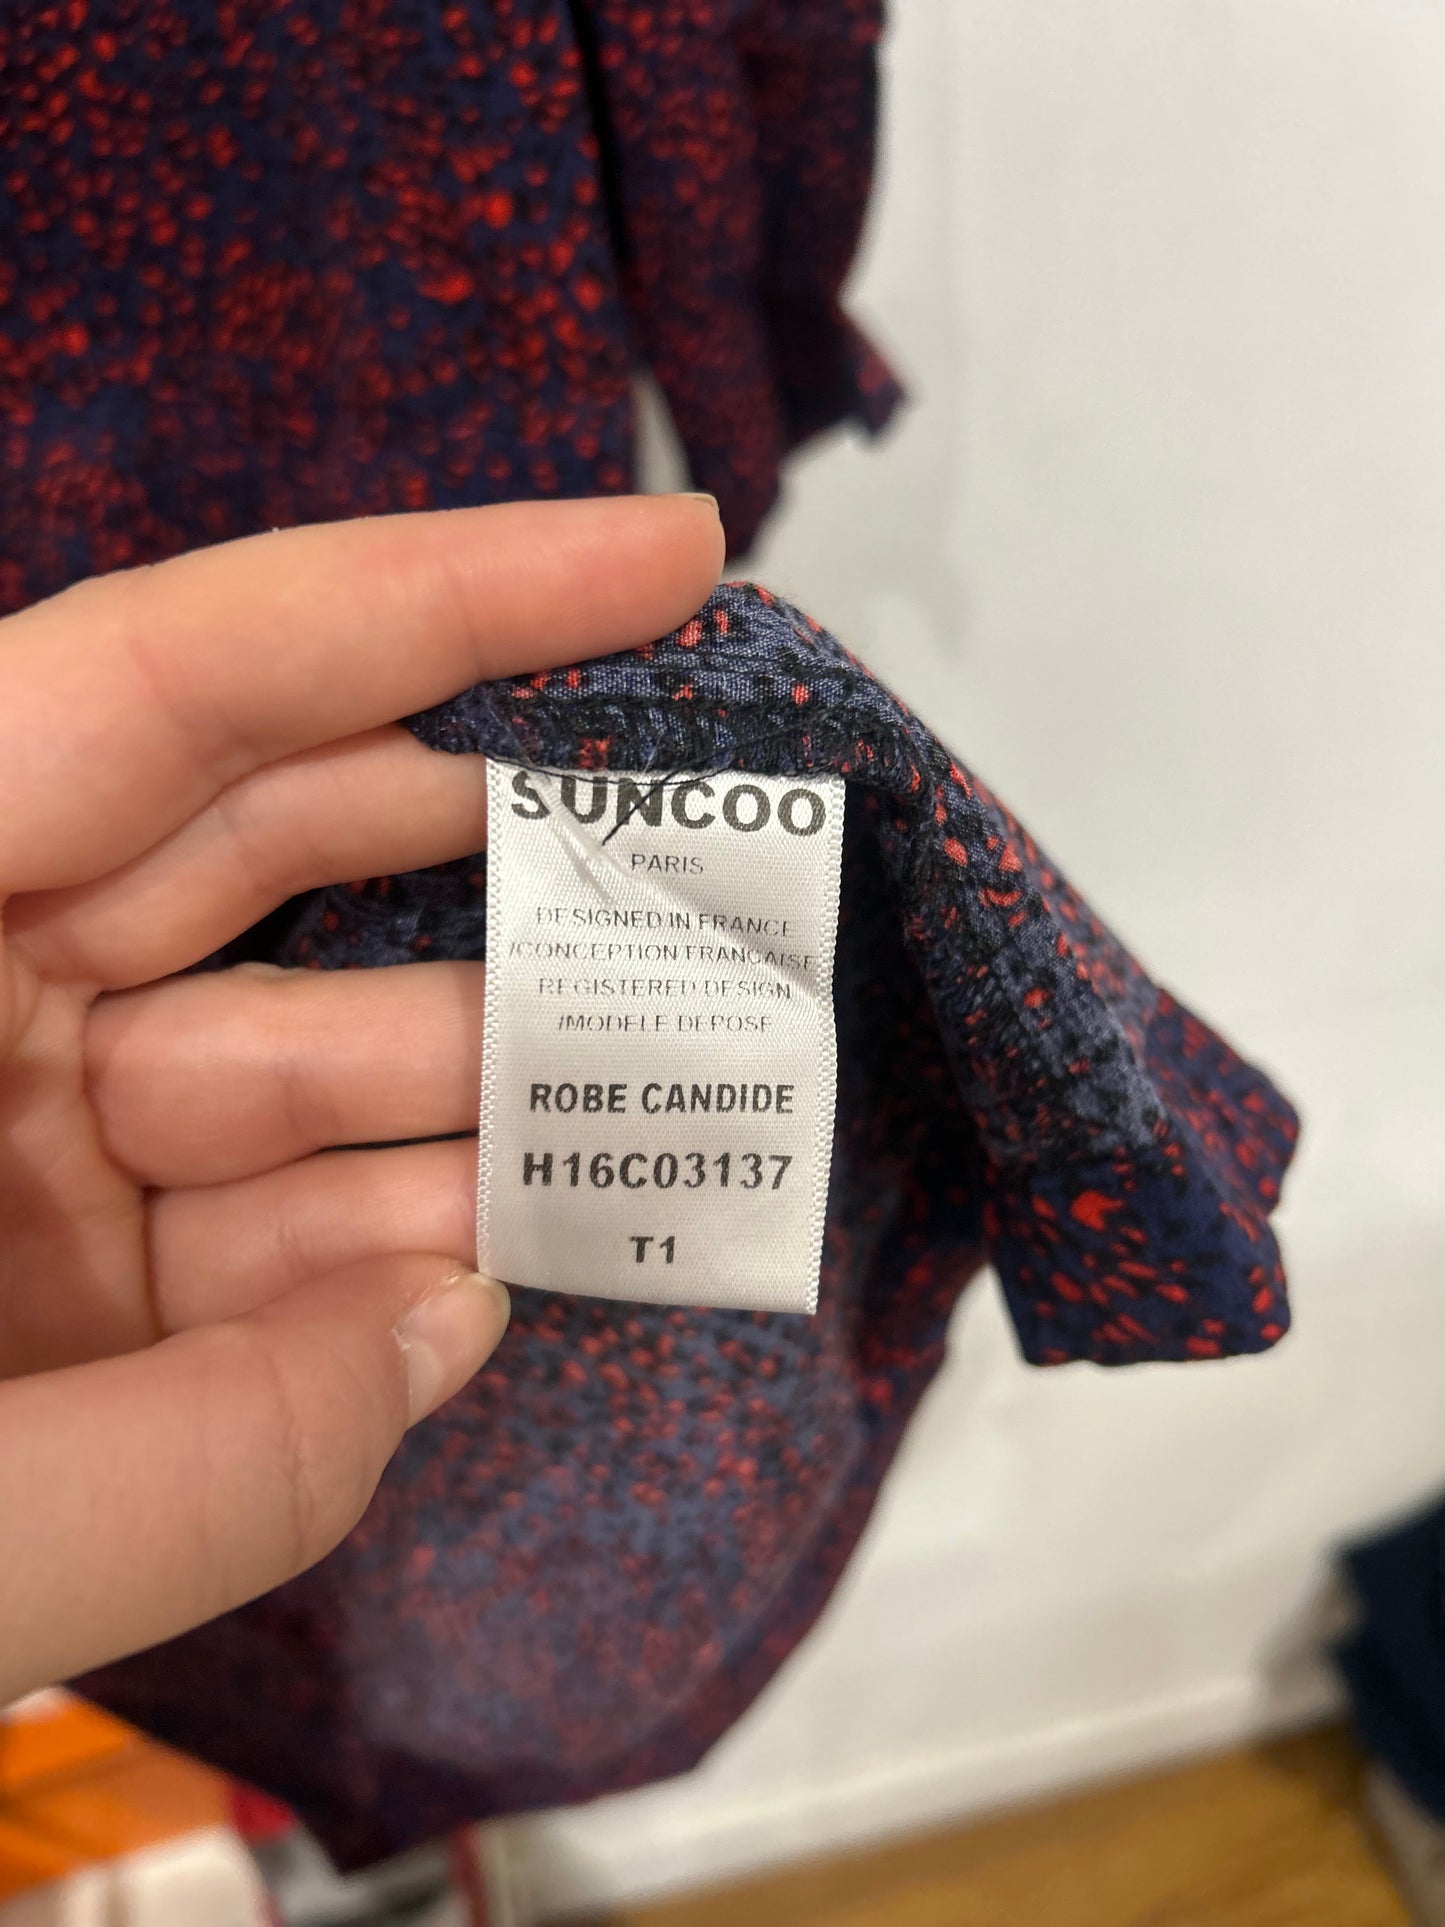 SUNCOO
PARIS
DESIGNED IN FRANCE
/CONCEPTION FRANCAISE
REGISTERED DESIGN
/MODELE DEPOSE
ROBE CANDIDE
H16C03137
T1